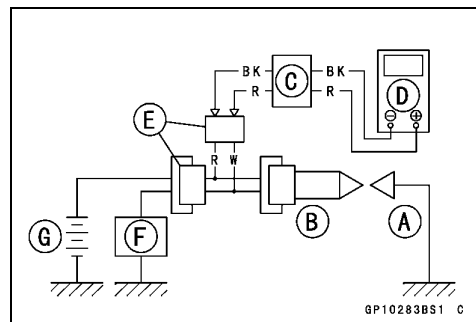 BK C BK
R R D
E
⊖ ⊕
R W
G F B A
GP10283BS1 C